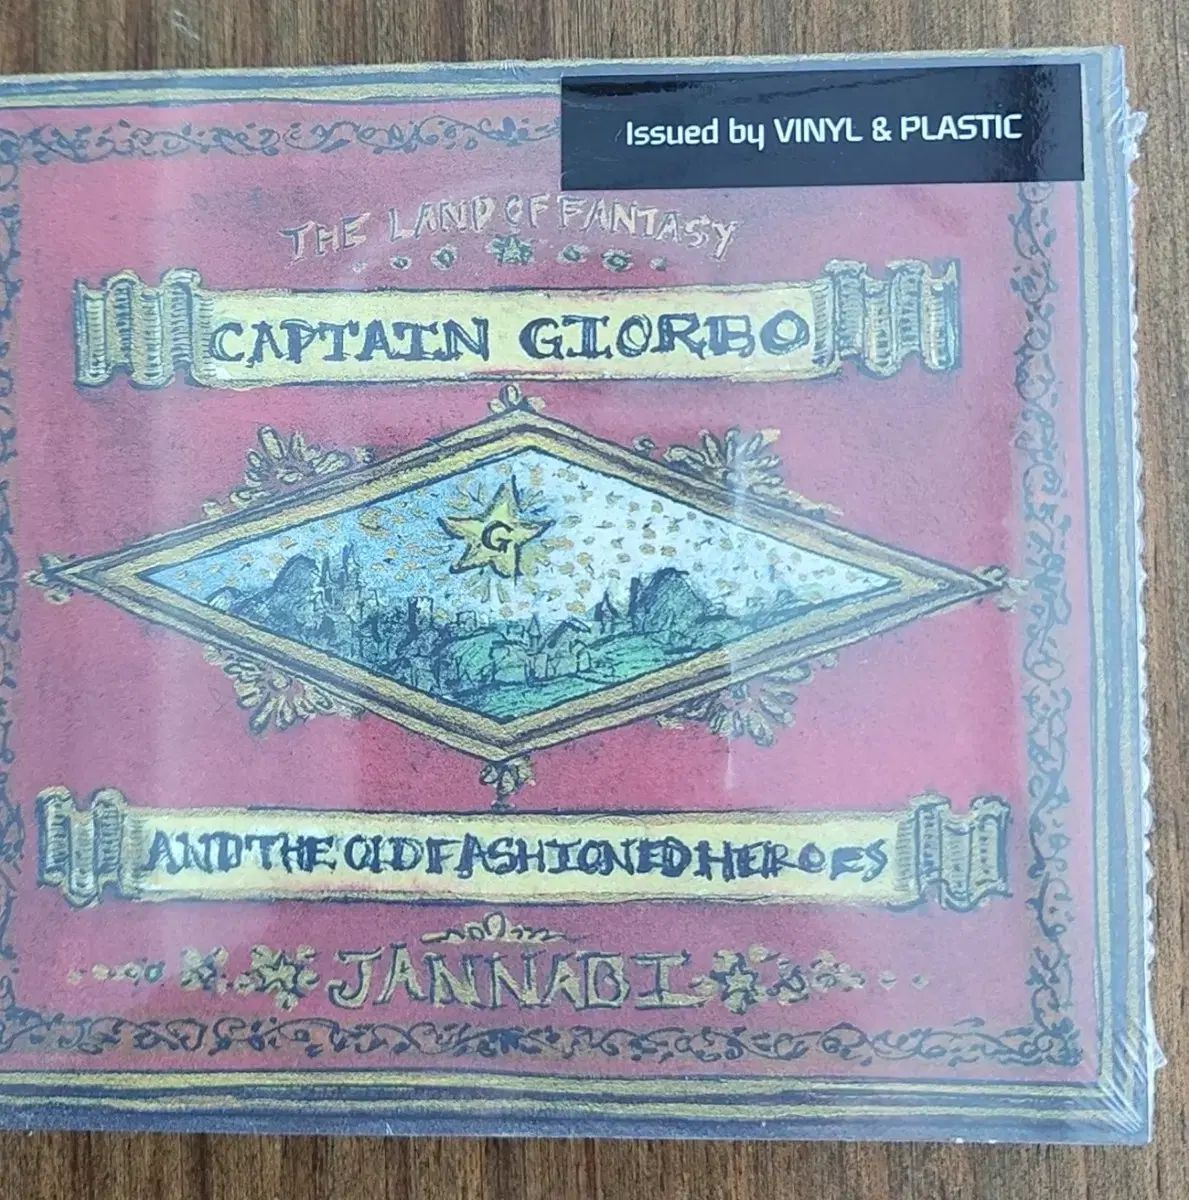 Issued by VINYL & PLASTIC
THE LAND OF FANTASY
CAPTAIN GIORBO
G
AND THE OLD FASHIONED HEROES
JANNABI